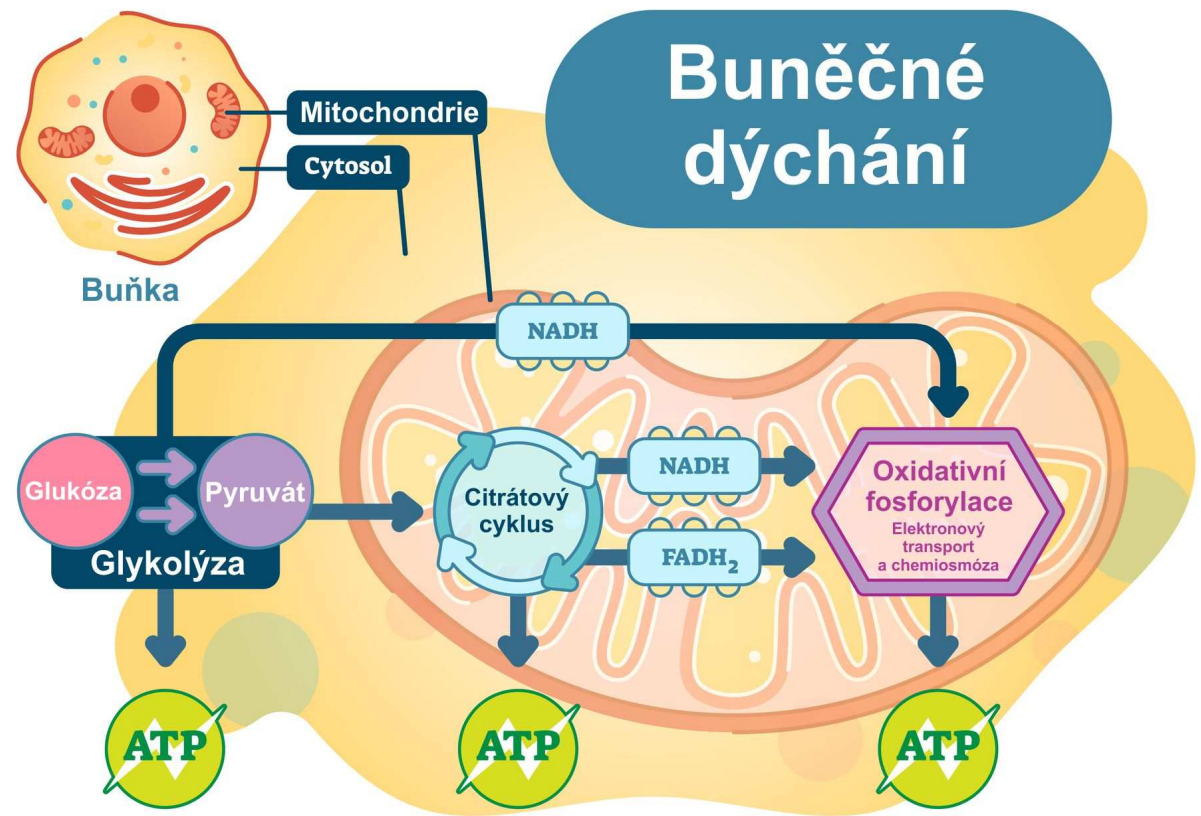 Buněčné
dýchání
Mitochondrie
Cytosol
Buňka
NADH
Glukóza
Pyruvát
Glykolýza
Citrátový
cyklus
NADH
FADH₂
Oxidativní
fosforylace
Elektronový
transport
a chemiosmóza
ATP
ATP
ATP